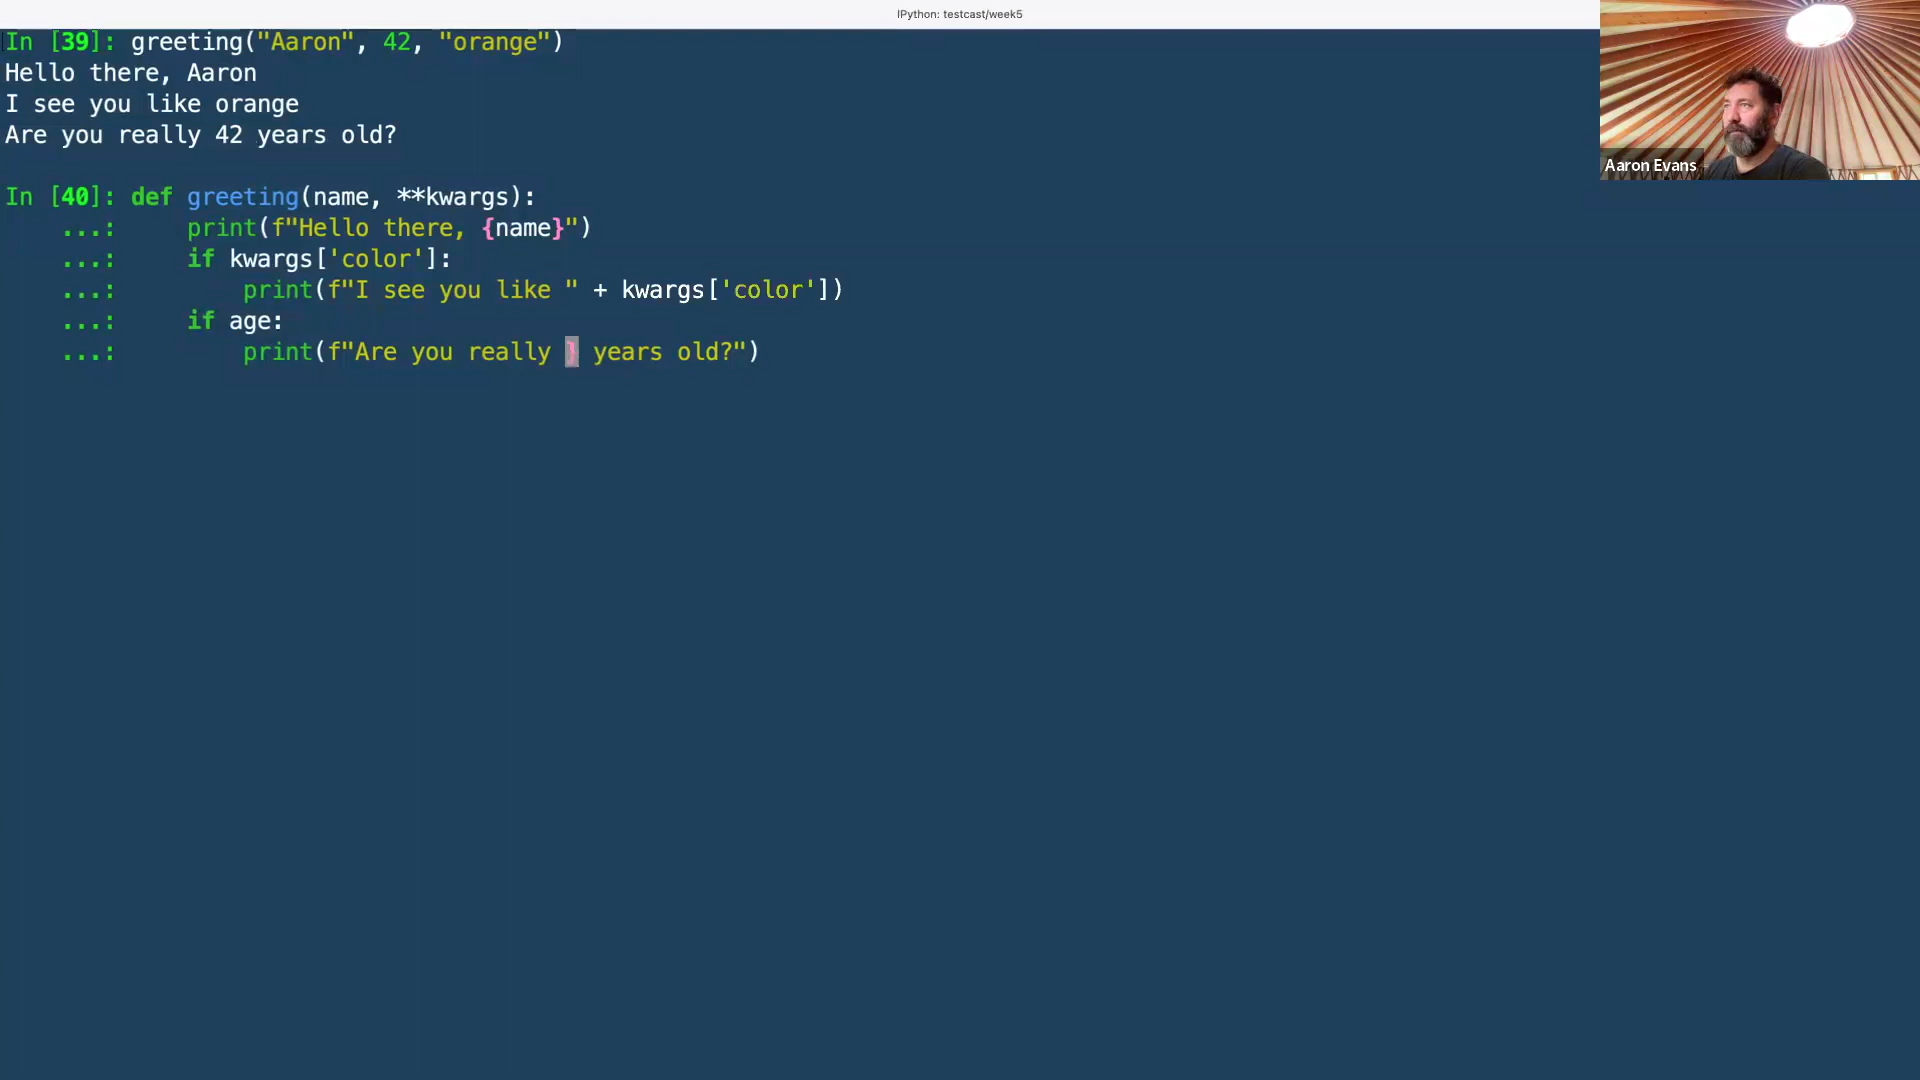 IPython: testcast/week5
In [39]: greeting("Aaron", 42, "orange")
Hello there, Aaron
I see you like orange
Are you really 42 years old?
In [40]: def greeting(name, **kwargs):
...: print(f"Hello there, {name}")
...: if kwargs['color']:
...: print(f"I see you like " + kwargs['color'])
...: if age:
...: print(f"Are you really } years old?")
Aaron Evans